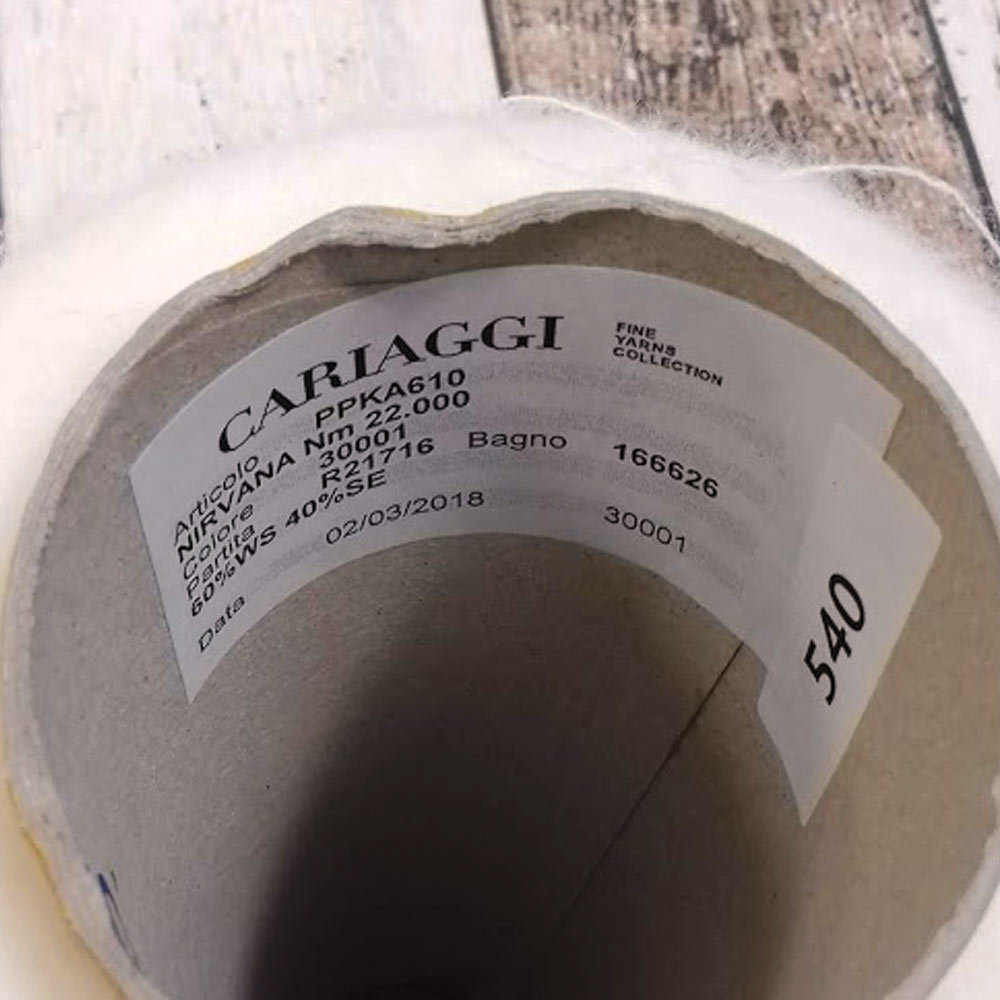 CARIAGGI
FINE
YARNS
COLLECTION
Articolo PPKA610
NIRVANA Nm 22.000
Colore 30001
Partita R21716 Bagno 166626
60%WS 40%SE
Data 02/03/2018 30001
540